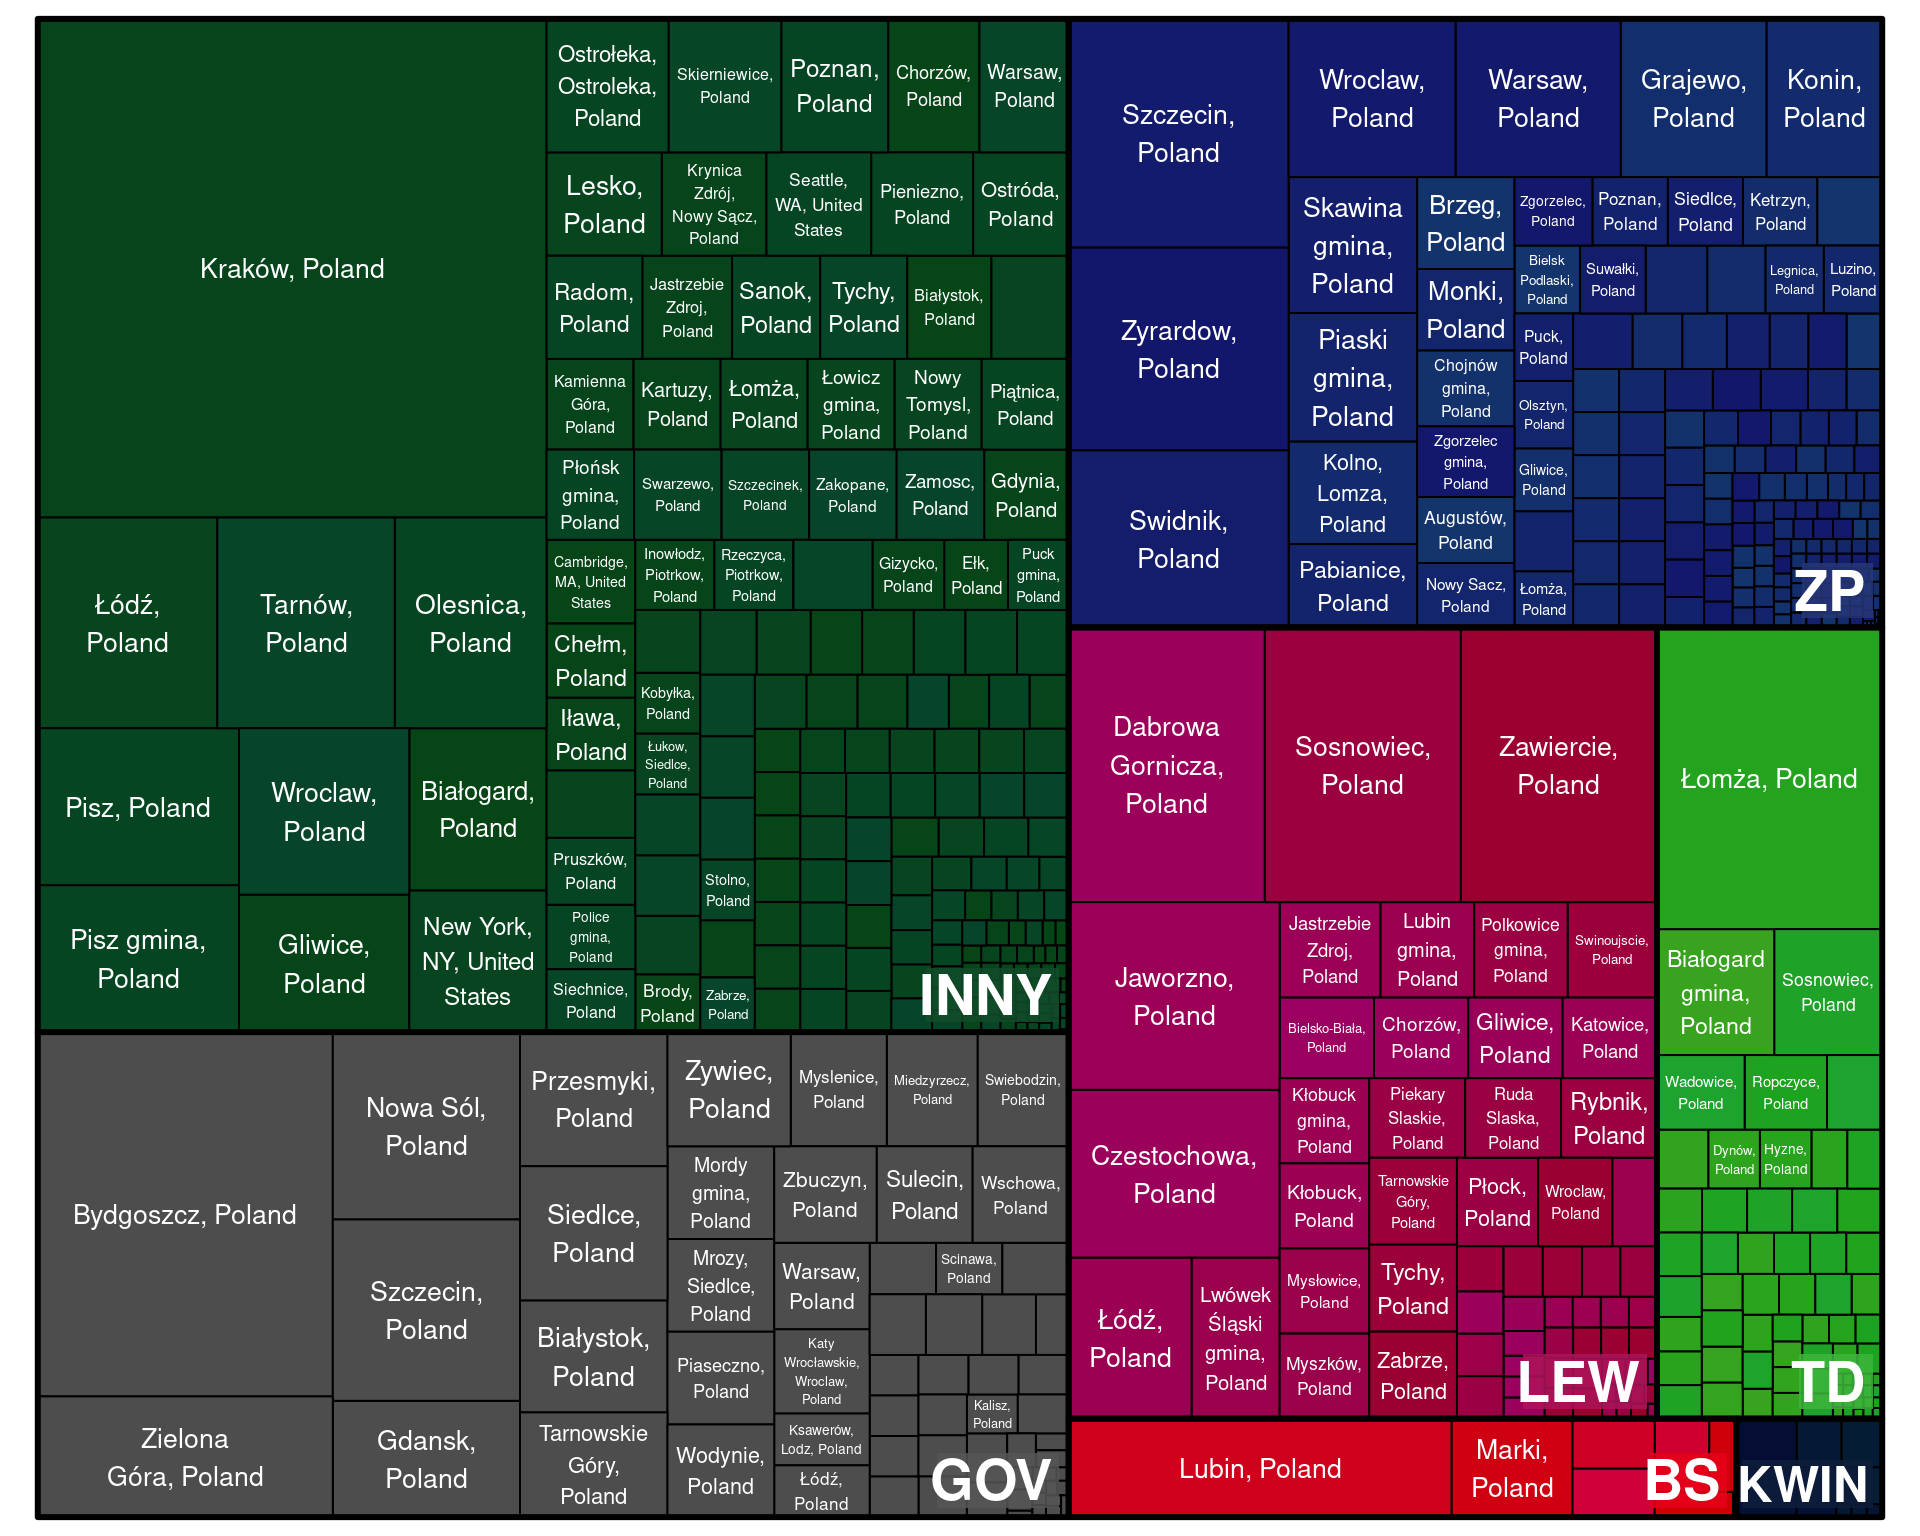 Kraków, Poland
Łódź,
Poland
Tarnów,
Poland
Olesnica,
Poland
Pisz, Poland
Wroclaw,
Poland
Białogard,
Poland
Pisz gmina,
Poland
Gliwice,
Poland
New York,
NY, United
States
Ostrołeka,
Ostroleka,
Poland
Skierniewice,
Poland
Poznan,
Poland
Chorzów,
Poland
Warsaw,
Poland
Lesko,
Poland
Krynica
Zdrój,
Nowy Sącz,
Poland
Seattle,
WA, United
States
Pieniezno,
Poland
Ostróda,
Poland
Radom,
Poland
Jastrzebie
Zdroj,
Poland
Sanok,
Poland
Tychy,
Poland
Białystok,
Poland
Kamienna
Góra,
Poland
Kartuzy,
Poland
Łomża,
Poland
Łowicz
gmina,
Poland
Nowy
Tomysl,
Poland
Piątnica,
Poland
Płońsk
gmina,
Poland
Swarzewo,
Poland
Szczecinek,
Poland
Zakopane,
Poland
Zamosc,
Poland
Gdynia,
Poland
Cambridge,
MA, United
States
Inowłodz,
Piotrkow,
Poland
Rzeczyca,
Piotrkow,
Poland
Gizycko,
Poland
Ełk,
Poland
Puck
gmina,
Poland
Chełm,
Poland
Kobyłka,
Poland
Iława,
Poland
Łukow,
Siedlce,
Poland
Pruszków,
Poland
Stolno,
Poland
Police
gmina,
Poland
Siechnice,
Poland
Brody,
Poland
Zabrze,
Poland
INNY
Bydgoszcz, Poland
Zielona
Góra, Poland
Nowa Sól,
Poland
Szczecin,
Poland
Gdansk,
Poland
Przesmyki,
Poland
Siedlce,
Poland
Białystok,
Poland
Tarnowskie
Góry,
Poland
Zywiec,
Poland
Myslenice,
Poland
Miedzyrzecz,
Poland
Swiebodzin,
Poland
Mordy
gmina,
Poland
Zbuczyn,
Poland
Sulecin,
Poland
Wschowa,
Poland
Mrozy,
Siedlce,
Poland
Warsaw,
Poland
Scinawa,
Poland
Piaseczno,
Poland
Katy
Wrocławskie,
Wroclaw,
Poland
Kalisz,
Poland
Wodynie,
Poland
Ksawerów,
Lodz, Poland
Łódź,
Poland
GOV
Szczecin,
Poland
Zyrardow,
Poland
Swidnik,
Poland
Wroclaw,
Poland
Warsaw,
Poland
Grajewo,
Poland
Konin,
Poland
Skawina
gmina,
Poland
Piaski
gmina,
Poland
Kolno,
Lomza,
Poland
Pabianice,
Poland
Brzeg,
Poland
Monki,
Poland
Chojnów
gmina,
Poland
Zgorzelec
gmina,
Poland
Augustów,
Poland
Nowy Sacz,
Poland
Zgorzelec,
Poland
Poznan,
Poland
Siedlce,
Poland
Ketrzyn,
Poland
Bielsk
Podlaski,
Poland
Suwałki,
Poland
Legnica,
Poland
Luzino,
Poland
Puck,
Poland
Olsztyn,
Poland
Gliwice,
Poland
Łomża,
Poland
ZP
Dabrowa
Gornicza,
Poland
Sosnowiec,
Poland
Zawiercie,
Poland
Jaworzno,
Poland
Czestochowa,
Poland
Łódź,
Poland
Lwówek
Śląski
gmina,
Poland
Jastrzebie
Zdroj,
Poland
Lubin
gmina,
Poland
Polkowice
gmina,
Poland
Swinoujscie,
Poland
Bielsko-Biała,
Poland
Chorzów,
Poland
Gliwice,
Poland
Katowice,
Poland
Kłobuck
gmina,
Poland
Piekary
Slaskie,
Poland
Ruda
Slaska,
Poland
Rybnik,
Poland
Kłobuck,
Poland
Tarnowskie
Góry,
Poland
Płock,
Poland
Wroclaw,
Poland
Mysłowice,
Poland
Tychy,
Poland
Myszków,
Poland
Zabrze,
Poland
LEW
Łomża, Poland
Białogard
gmina,
Poland
Sosnowiec,
Poland
Wadowice,
Poland
Ropczyce,
Poland
Dynów,
Poland
Hyzne,
Poland
TD
Lubin, Poland
Marki,
Poland
BS
KWIN